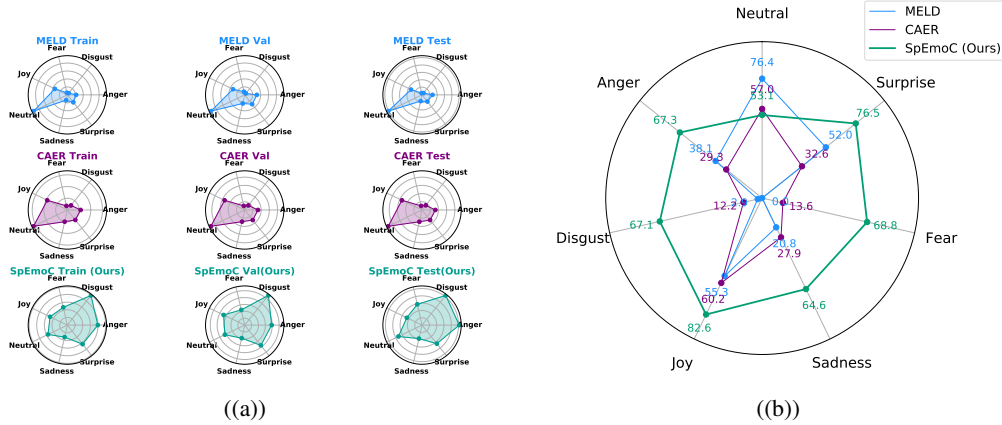 MELD Train
Fear
Disgust
Joy
Anger
Neutral
Sadness
Surprise
MELD Val
Fear
Disgust
Joy
Anger
Neutral
Sadness
Surprise
MELD Test
Fear
Disgust
Joy
Anger
Neutral
Sadness
Surprise
CAER Train
Fear
Disgust
Joy
Anger
Neutral
Sadness
Surprise
CAER Val
Fear
Disgust
Joy
Anger
Neutral
Sadness
Surprise
CAER Test
Fear
Disgust
Joy
Anger
Neutral
Sadness
Surprise
SpEmoC Train (Ours)
Fear
Disgust
Joy
Anger
Neutral
Sadness
Surprise
SpEmoC Val(Ours)
Fear
Disgust
Joy
Anger
Neutral
Sadness
Surprise
SpEmoC Test(Ours)
Fear
Disgust
Joy
Anger
Neutral
Sadness
Surprise
((a))
MELD
CAER
SpEmoC (Ours)
Neutral
Surprise
Fear
Sadness
Joy
Disgust
Anger
76.4
57.0
53.1
76.5
52.0
32.6
67.3
38.1
29.3
67.1
12.2
13.6
68.8
20.8
27.9
64.6
55.3
60.2
82.6
((b))